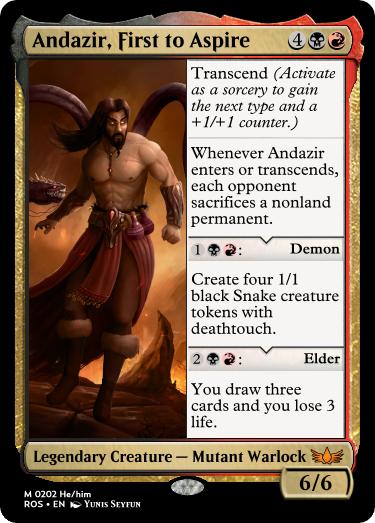 Andazir, First to Aspire 4
Transcend (Activate
as a sorcery to gain
the next type and a
+1/+1 counter.)
Whenever Andazir
enters or transcends,
each opponent
sacrifices a nonland
permanent.
1 : Demon
Create four 1/1
black Snake creature
tokens with
deathtouch.
2 : Elder
You draw three
cards and you lose 3
life.
Legendary Creature — Mutant Warlock
6/6
M 0202 He/him
ROS • EN Yunis Seyfun